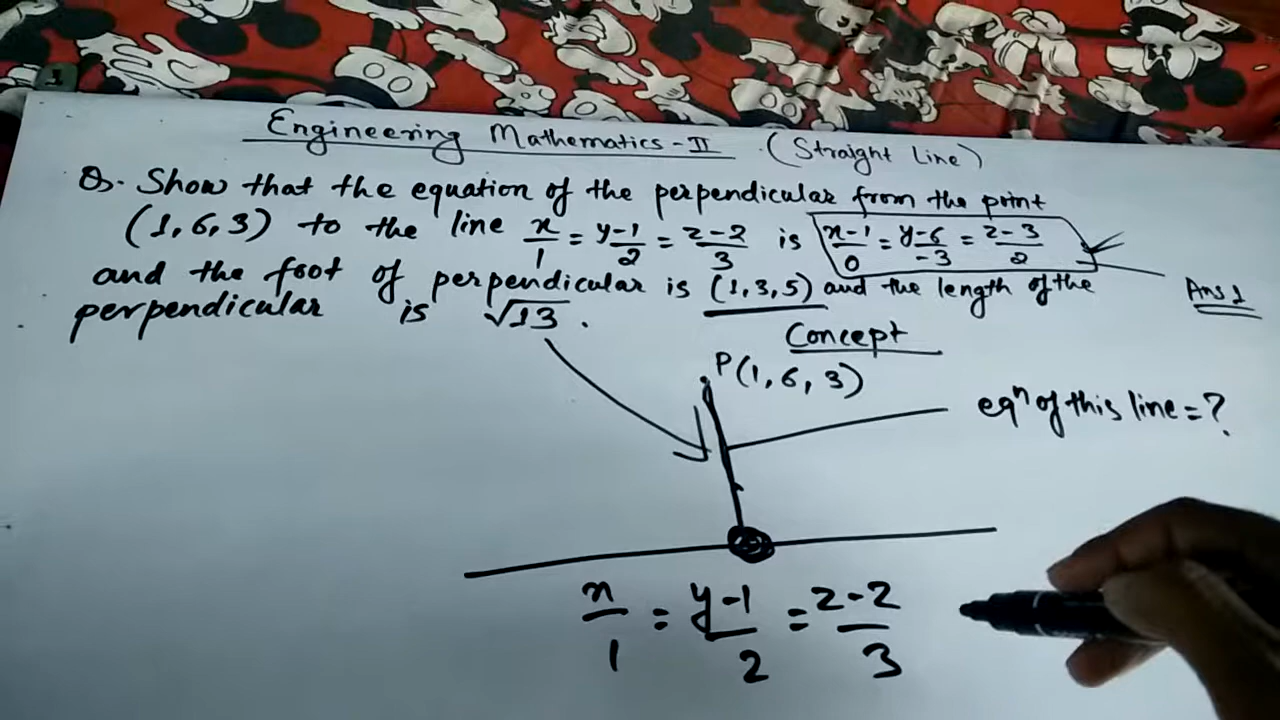 Engineering Mathematics-II (Straight Line)
Q. Show that the equation of the perpendicular from the point
(1,6,3) to the line x/1 = y-1/2 = z-2/3 is x-1/0 = y-6/-3 = z-3/2
and the foot of perpendicular is (1,3,5) and the length of the
perpendicular is √13.
Ans 1
Concept
P(1,6,3)
eqⁿ of this line=?
x/1 = y-1/2 = z-2/3